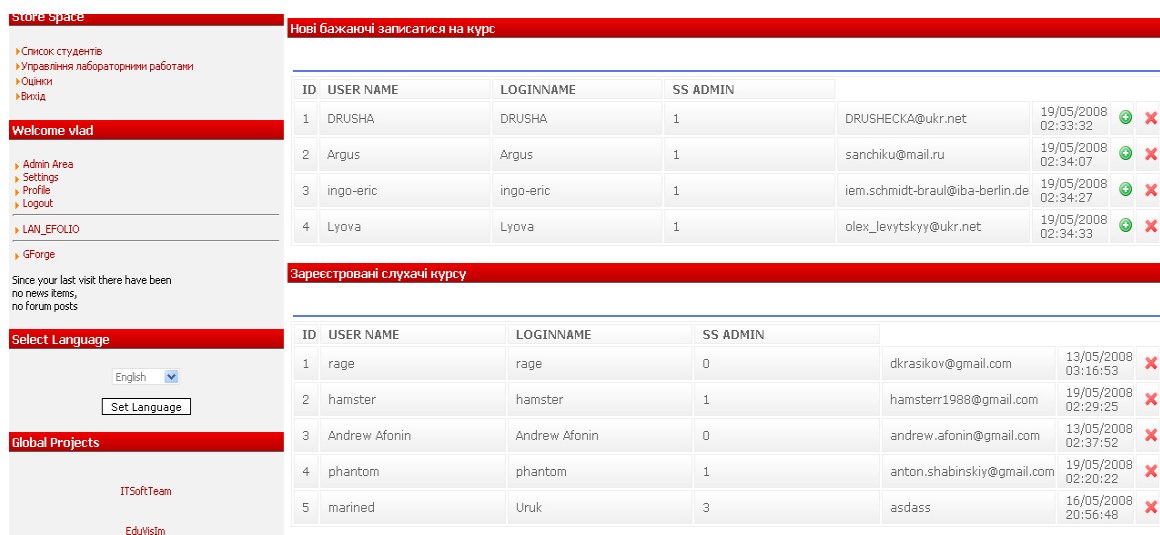 Store Space
Список студентів
Управління лабораторними работами
Оцінки
Вихід
Welcome vlad
Admin Area
Settings
Profile
Logout
LAN_EFOLIO
GForge
Since your last visit there have been
no news items,
no forum posts
Select Language
English
Set Language
Global Projects
ITSoftTeam
EduVisIm
Нові бажаючі записатися на курс
ID USER NAME LOGINNAME SS ADMIN
1 DRUSHA DRUSHA 1 DRUSHECKA@ukr.net 19/05/2008 02:33:32
2 Argus Argus 1 sanchiku@mail.ru 19/05/2008 02:34:07
3 ingo-eric ingo-eric 1 iem.schmidt-braul@iba-berlin.de 19/05/2008 02:34:27
4 Lyova Lyova 1 olex_levytskyy@ukr.net 19/05/2008 02:34:33
Зареєстровані слухачі курсу
ID USER NAME LOGINNAME SS ADMIN
1 rage rage 0 dkrasikov@gmail.com 13/05/2008 03:16:53
2 hamster hamster 1 hamsterr1988@gmail.com 19/05/2008 02:29:25
3 Andrew Afonin Andrew Afonin 0 andrew.afonin@gmail.com 13/05/2008 02:37:52
4 phantom phantom 1 anton.shabinskiy@gmail.com 19/05/2008 02:20:22
5 marined Uruk 3 asdass 16/05/2008 20:56:48